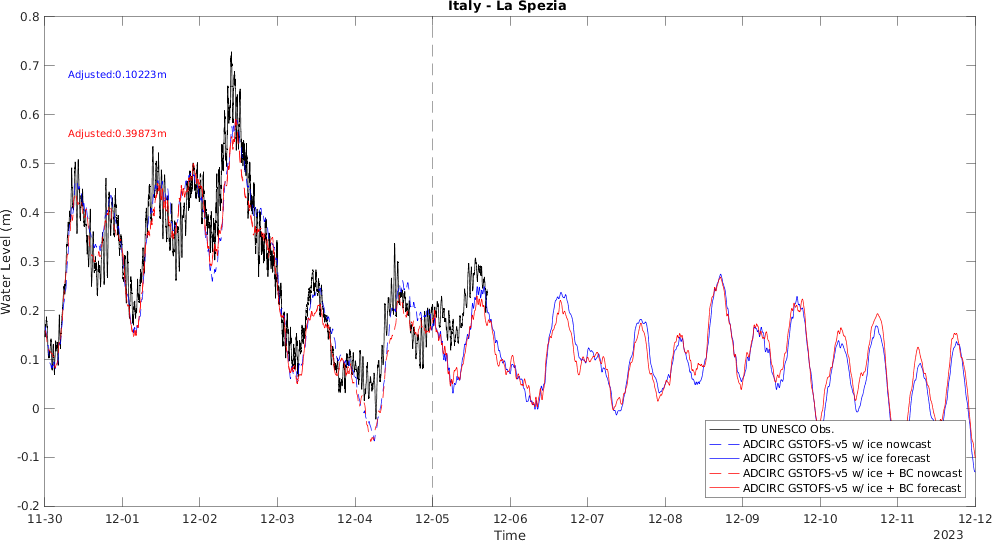 Italy - La Spezia
Adjusted:0.10223m
Adjusted:0.39873m
Water Level (m)
0.8
0.7
0.6
0.5
0.4
0.3
0.2
0.1
0
-0.1
-0.2
TD UNESCO Obs.
ADCIRC GSTOFS-v5 w/ ice nowcast
ADCIRC GSTOFS-v5 w/ ice forecast
ADCIRC GSTOFS-v5 w/ ice + BC nowcast
ADCIRC GSTOFS-v5 w/ ice + BC forecast
11-30 12-01 12-02 12-03 12-04 12-05 12-06 12-07 12-08 12-09 12-10 12-11 12-12
Time
2023